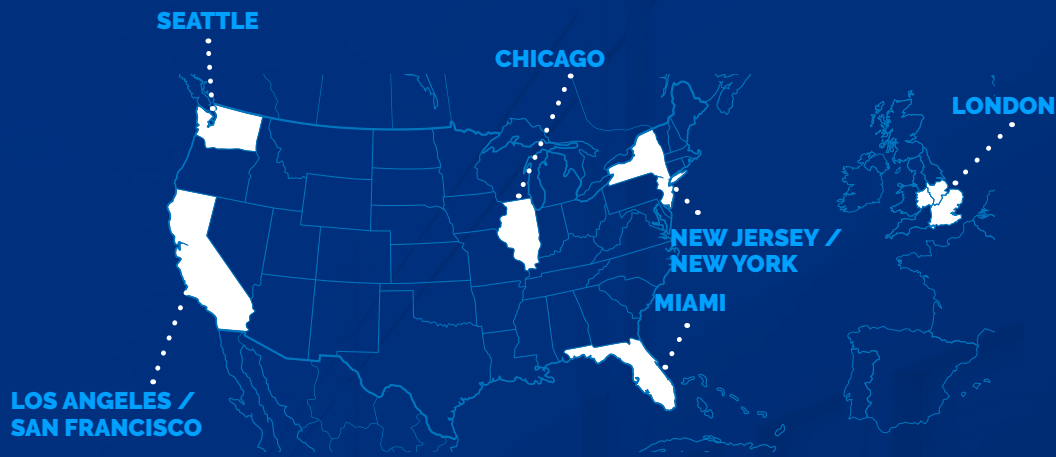 SEATTLE
CHICAGO
LONDON
NEW JERSEY /
NEW YORK
MIAMI
LOS ANGELES /
SAN FRANCISCO